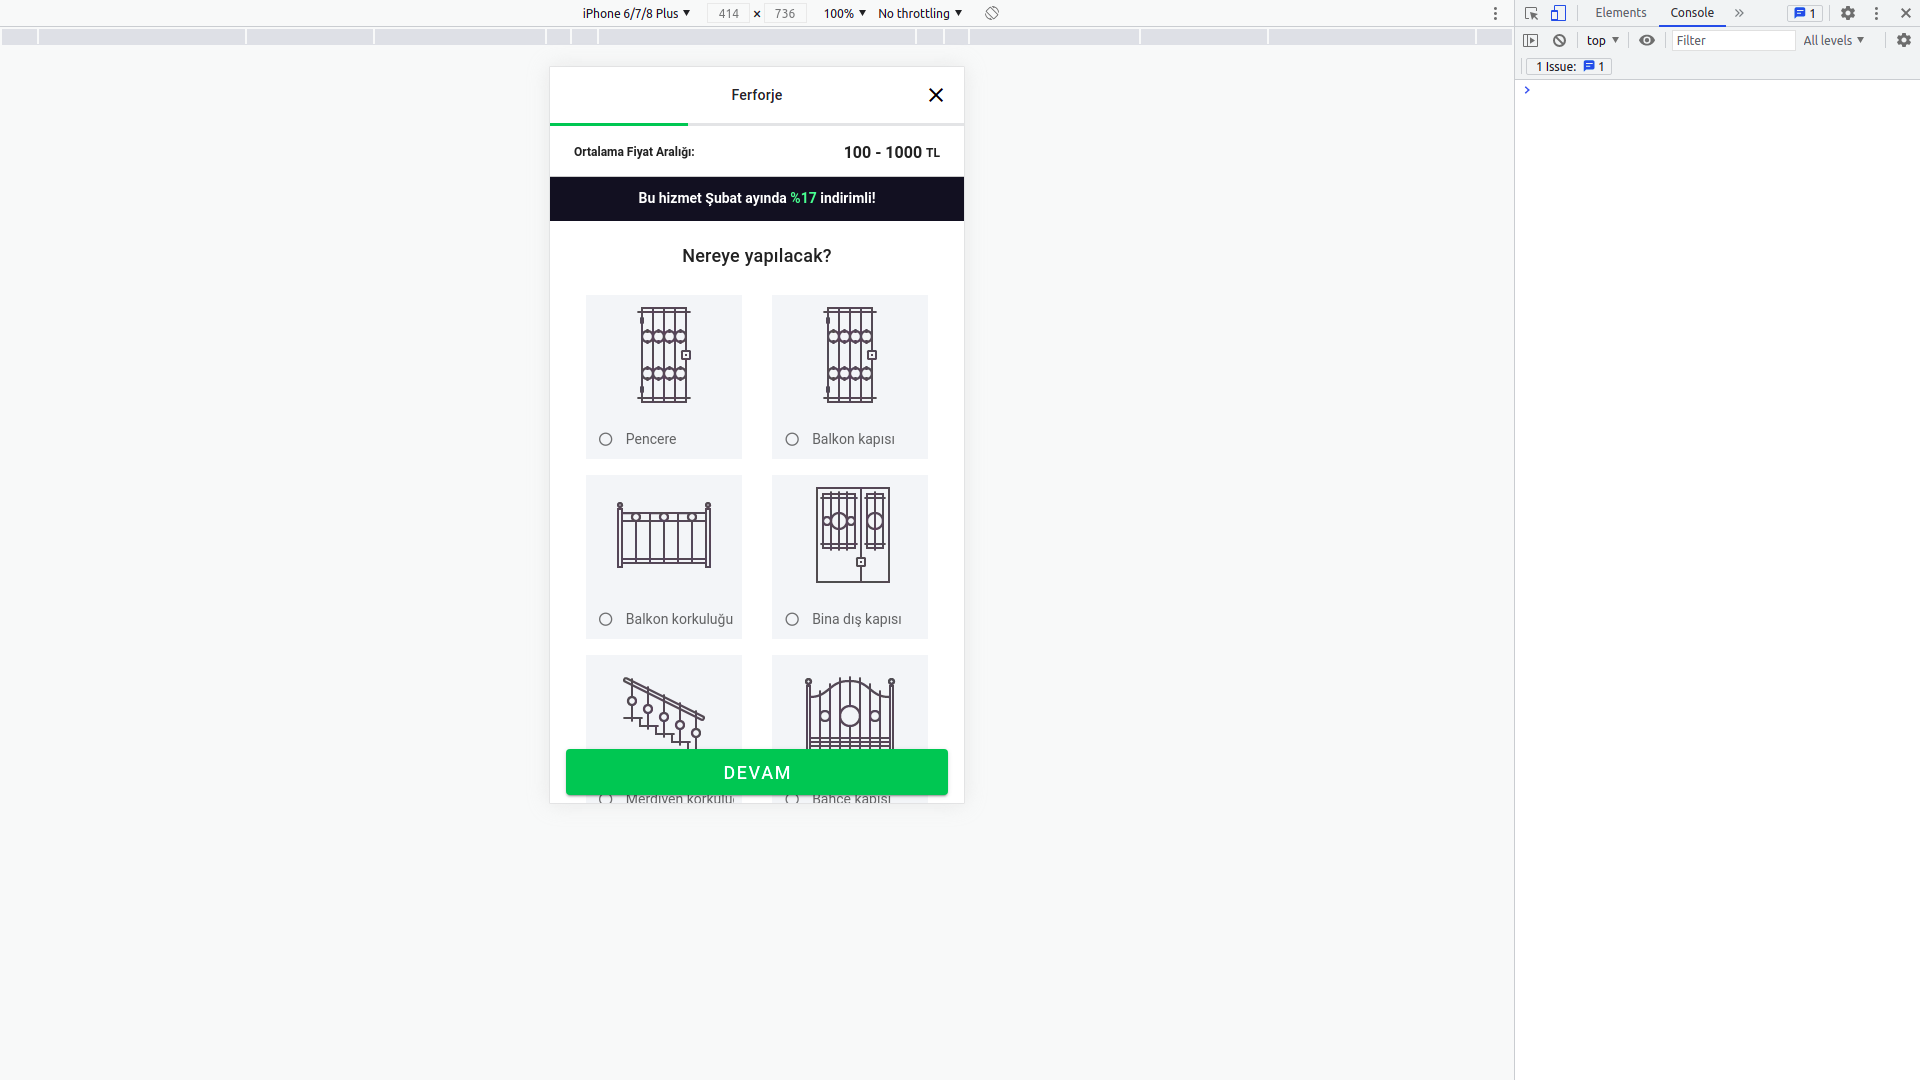 iPhone 6/7/8 Plus 414 × 736 100% No throttling
Elements Console 1
top Filter All levels
1 Issue: 1
Ferforje
Ortalama Fiyat Aralığı: 100 - 1000 TL
Bu hizmet Şubat ayında %17 indirimli!
Nereye yapılacak?
Pencere
Balkon kapısı
Balkon korkuluğu
Bina dış kapısı
DEVAM
Merdiven korkulu
Bahçe kapısı